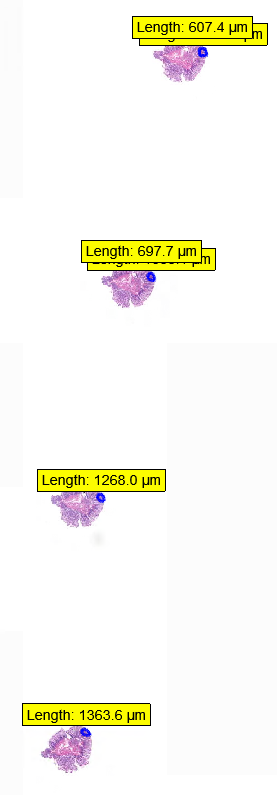 Length: 607.4 µm
Length: 697.7 µm
Length: 1268.0 µm
Length: 1363.6 µm